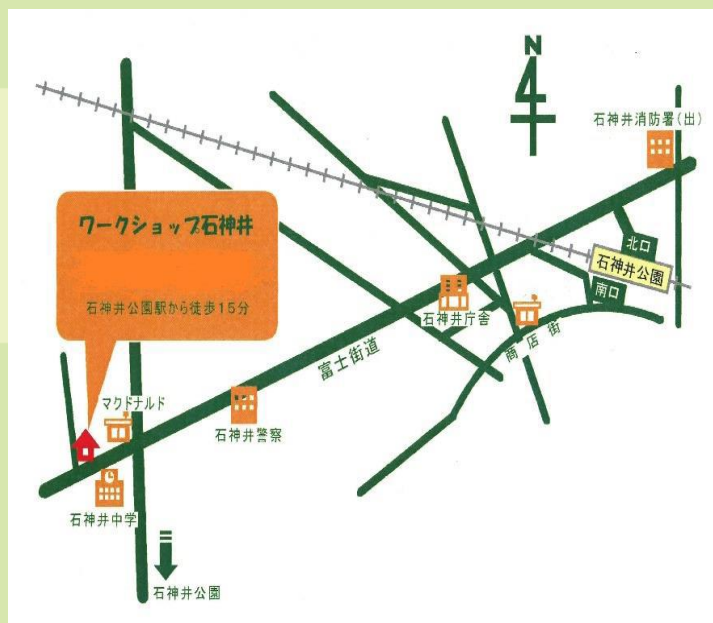 N
石神井消防署(出)
ワークショップ石神井
石神井公園駅から徒歩15分
北口
石神井公園
南口
石神井庁舎
商店街
富士街道
マクドナルド
石神井警察
石神井中学
石神井公園